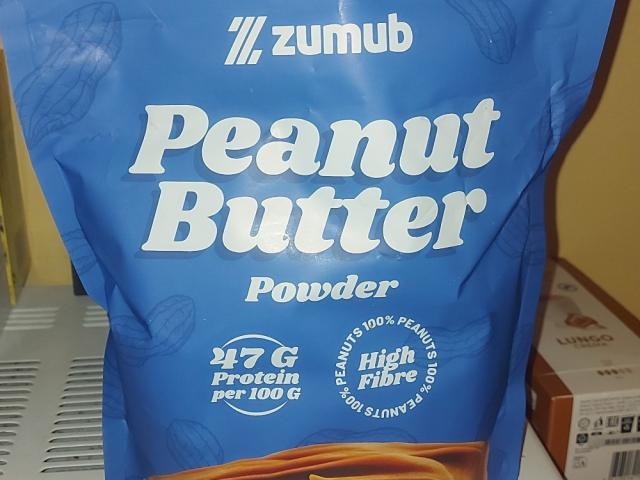 zumub
Peanut
Butter
Powder
47 G
Protein
per 100 G
High
Fibre
100% PEANUTS 100% PEANUTS 100% PEANUTS
LUNGO